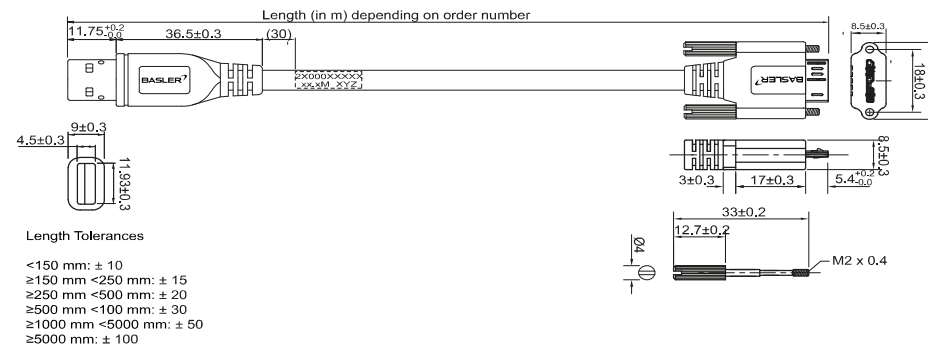 Length (in m) depending on order number
11.75+0.2-0.0
36.5±0.3
(30)
8.5±0.3
BASLER
2X000XXXXX
xx.xM_XYZ
BASLER
18±0.3
9±0.3
4.5±0.3
11.93±0.3
8.5±0.3
3±0.3
17±0.3
5.4+0.2-0.0
33±0.2
12.7±0.2
Ø4
M2 x 0.4
Length Tolerances
<150 mm: ± 10
≥150 mm <250 mm: ± 15
≥250 mm <500 mm: ± 20
≥500 mm <100 mm: ± 30
≥1000 mm <5000 mm: ± 50
≥5000 mm: ± 100